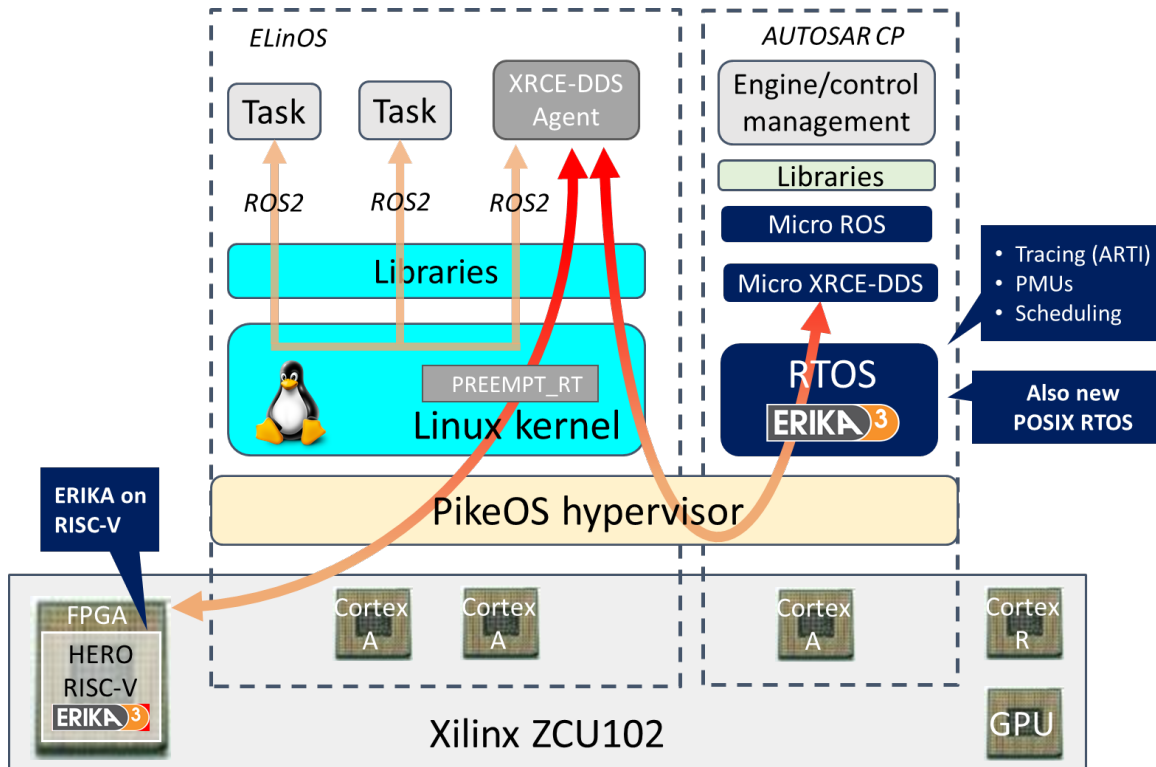 ELinOS
AUTOSAR CP
Task
Task
XRCE-DDS
Agent
Engine/control
management
ROS2
ROS2
ROS2
Libraries
Micro ROS
Libraries
Micro XRCE-DDS
• Tracing (ARTI)
• PMUs
• Scheduling
PREEMPT_RT
Linux kernel
RTOS
ERIKA 3
Also new
POSIX RTOS
PikeOS hypervisor
ERIKA on
RISC-V
FPGA
HERO
RISC-V
ERIKA 3
Cortex
A
Cortex
A
Cortex
A
Cortex
R
GPU
Xilinx ZCU102